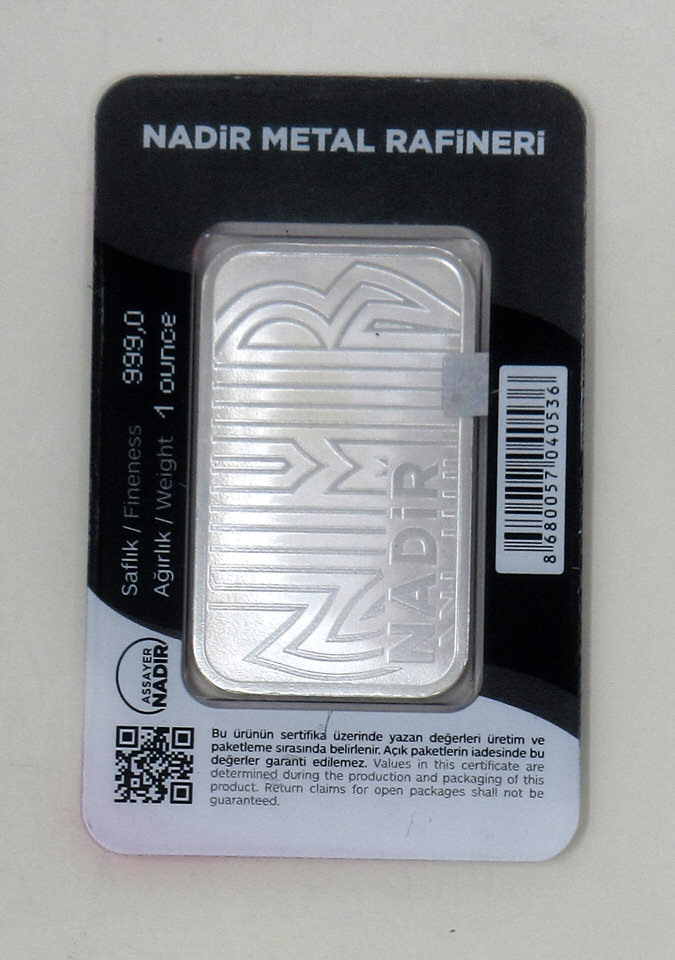 NADİR METAL RAFİNERİ
Saflık / Fineness 999,0
Ağırlık / Weight 1 ounce
NADİR
8 680057 040536
ASSAYER
NADIR
Bu ürünün sertifika üzerinde yazan değerleri üretim ve
paketleme sırasında belirlenir. Açık paketlerin iadesinde bu
değerler garanti edilemez. Values in this certificate are
determined during the production and packaging of this
product. Return claims for open packages shall not be
guaranteed.